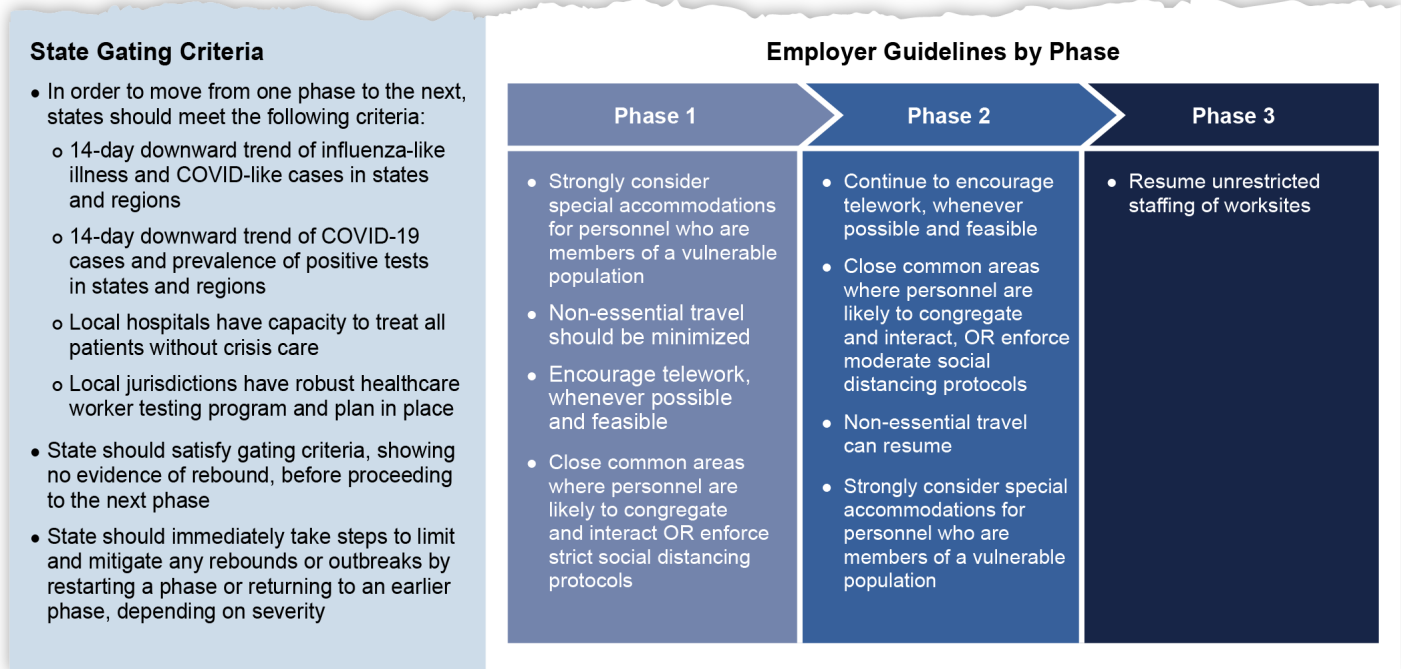 State Gating Criteria
• In order to move from one phase to the next,
states should meet the following criteria:
o 14-day downward trend of influenza-like
illness and COVID-like cases in states
and regions
o 14-day downward trend of COVID-19
cases and prevalence of positive tests
in states and regions
o Local hospitals have capacity to treat all
patients without crisis care
o Local jurisdictions have robust healthcare
worker testing program and plan in place
• State should satisfy gating criteria, showing
no evidence of rebound, before proceeding
to the next phase
• State should immediately take steps to limit
and mitigate any rebounds or outbreaks by
restarting a phase or returning to an earlier
phase, depending on severity
Employer Guidelines by Phase
Phase 1
• Strongly consider
special accommodations
for personnel who are
members of a vulnerable
population
• Non-essential travel
should be minimized
• Encourage telework,
whenever possible
and feasible
• Close common areas
where personnel are
likely to congregate
and interact OR enforce
strict social distancing
protocols
Phase 2
• Continue to encourage
telework, whenever
possible and feasible
• Close common areas
where personnel are
likely to congregate
and interact, OR enforce
moderate social
distancing protocols
• Non-essential travel
can resume
• Strongly consider special
accommodations for
personnel who are
members of a vulnerable
population
Phase 3
• Resume unrestricted
staffing of worksites